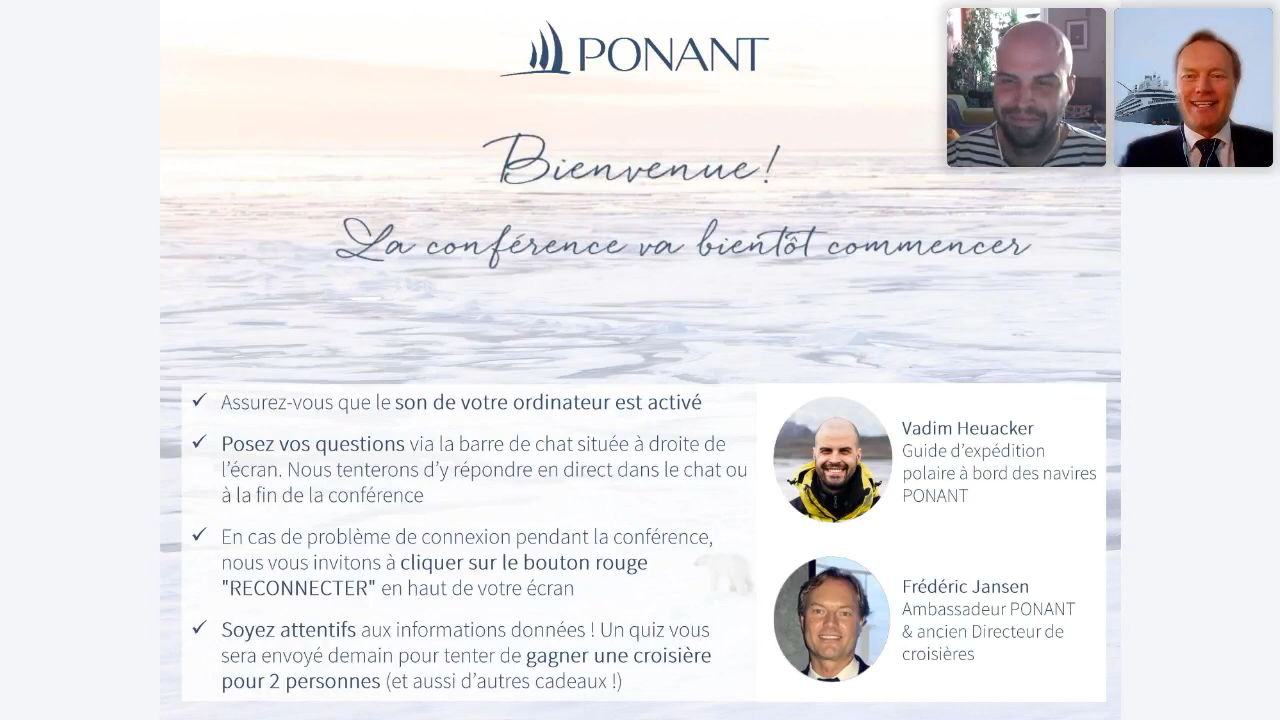 PONANT
Bienvenue!
La conférence va bientôt commencer
✓ Assurez-vous que le son de votre ordinateur est activé
✓ Posez vos questions via la barre de chat située à droite de
l'écran. Nous tenterons d'y répondre en direct dans le chat ou
à la fin de la conférence
✓ En cas de problème de connexion pendant la conférence,
nous vous invitons à cliquer sur le bouton rouge
"RECONNECTER" en haut de votre écran
✓ Soyez attentifs aux informations données ! Un quiz vous
sera envoyé demain pour tenter de gagner une croisière
pour 2 personnes (et aussi d'autres cadeaux !)
Vadim Heuacker
Guide d'expédition
polaire à bord des navires
PONANT
Frédéric Jansen
Ambassadeur PONANT
& ancien Directeur de
croisières